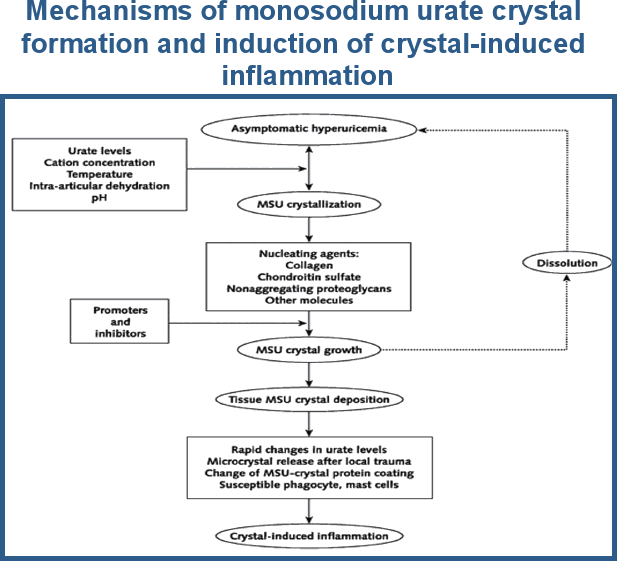 Mechanisms of monosodium urate crystal
formation and induction of crystal-induced
inflammation
Asymptomatic hyperuricemia
Urate levels
Cation concentration
Temperature
Intra-articular dehydration
pH
MSU crystallization
Nucleating agents:
Collagen
Chondroitin sulfate
Nonaggregating proteoglycans
Other molecules
Dissolution
Promoters
and
inhibitors
MSU crystal growth
Tissue MSU crystal deposition
Rapid changes in urate levels
Microcrystal release after local trauma
Change of MSU-crystal protein coating
Susceptible phagocyte, mast cells
Crystal-induced inflammation